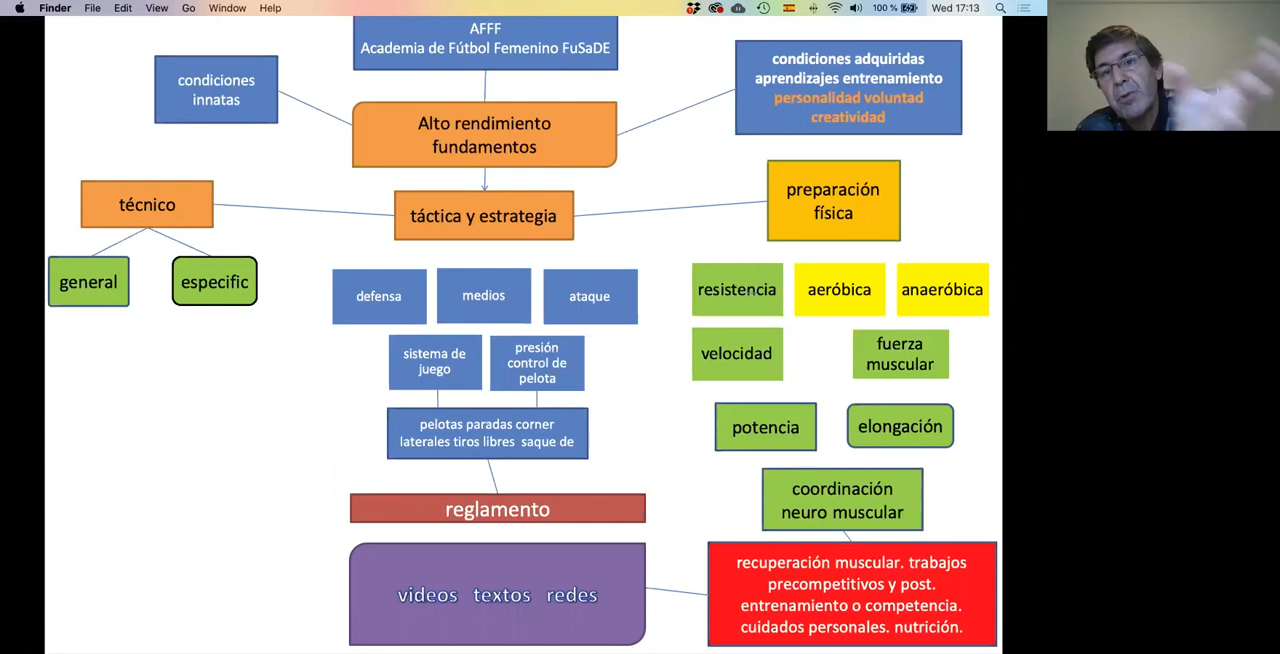 Finder File Edit View Go Window Help
100 % Wed 17:13
AFFF
Academia de Fútbol Femenino FuSaDE
condiciones
innatas
condiciones adquiridas
aprendizajes entrenamiento
personalidad voluntad
creatividad
Alto rendimiento
fundamentos
técnico
táctica y estrategia
preparación
física
general
especific
defensa
medios
ataque
resistencia
aeróbica
anaeróbica
sistema de
juego
presión
control de
pelota
velocidad
fuerza
muscular
pelotas paradas corner
laterales tiros libres saque de
potencia
elongación
reglamento
coordinación
neuro muscular
videos textos redes
recuperación muscular. trabajos
precompetitivos y post.
entrenamiento o competencia.
cuidados personales. nutrición.